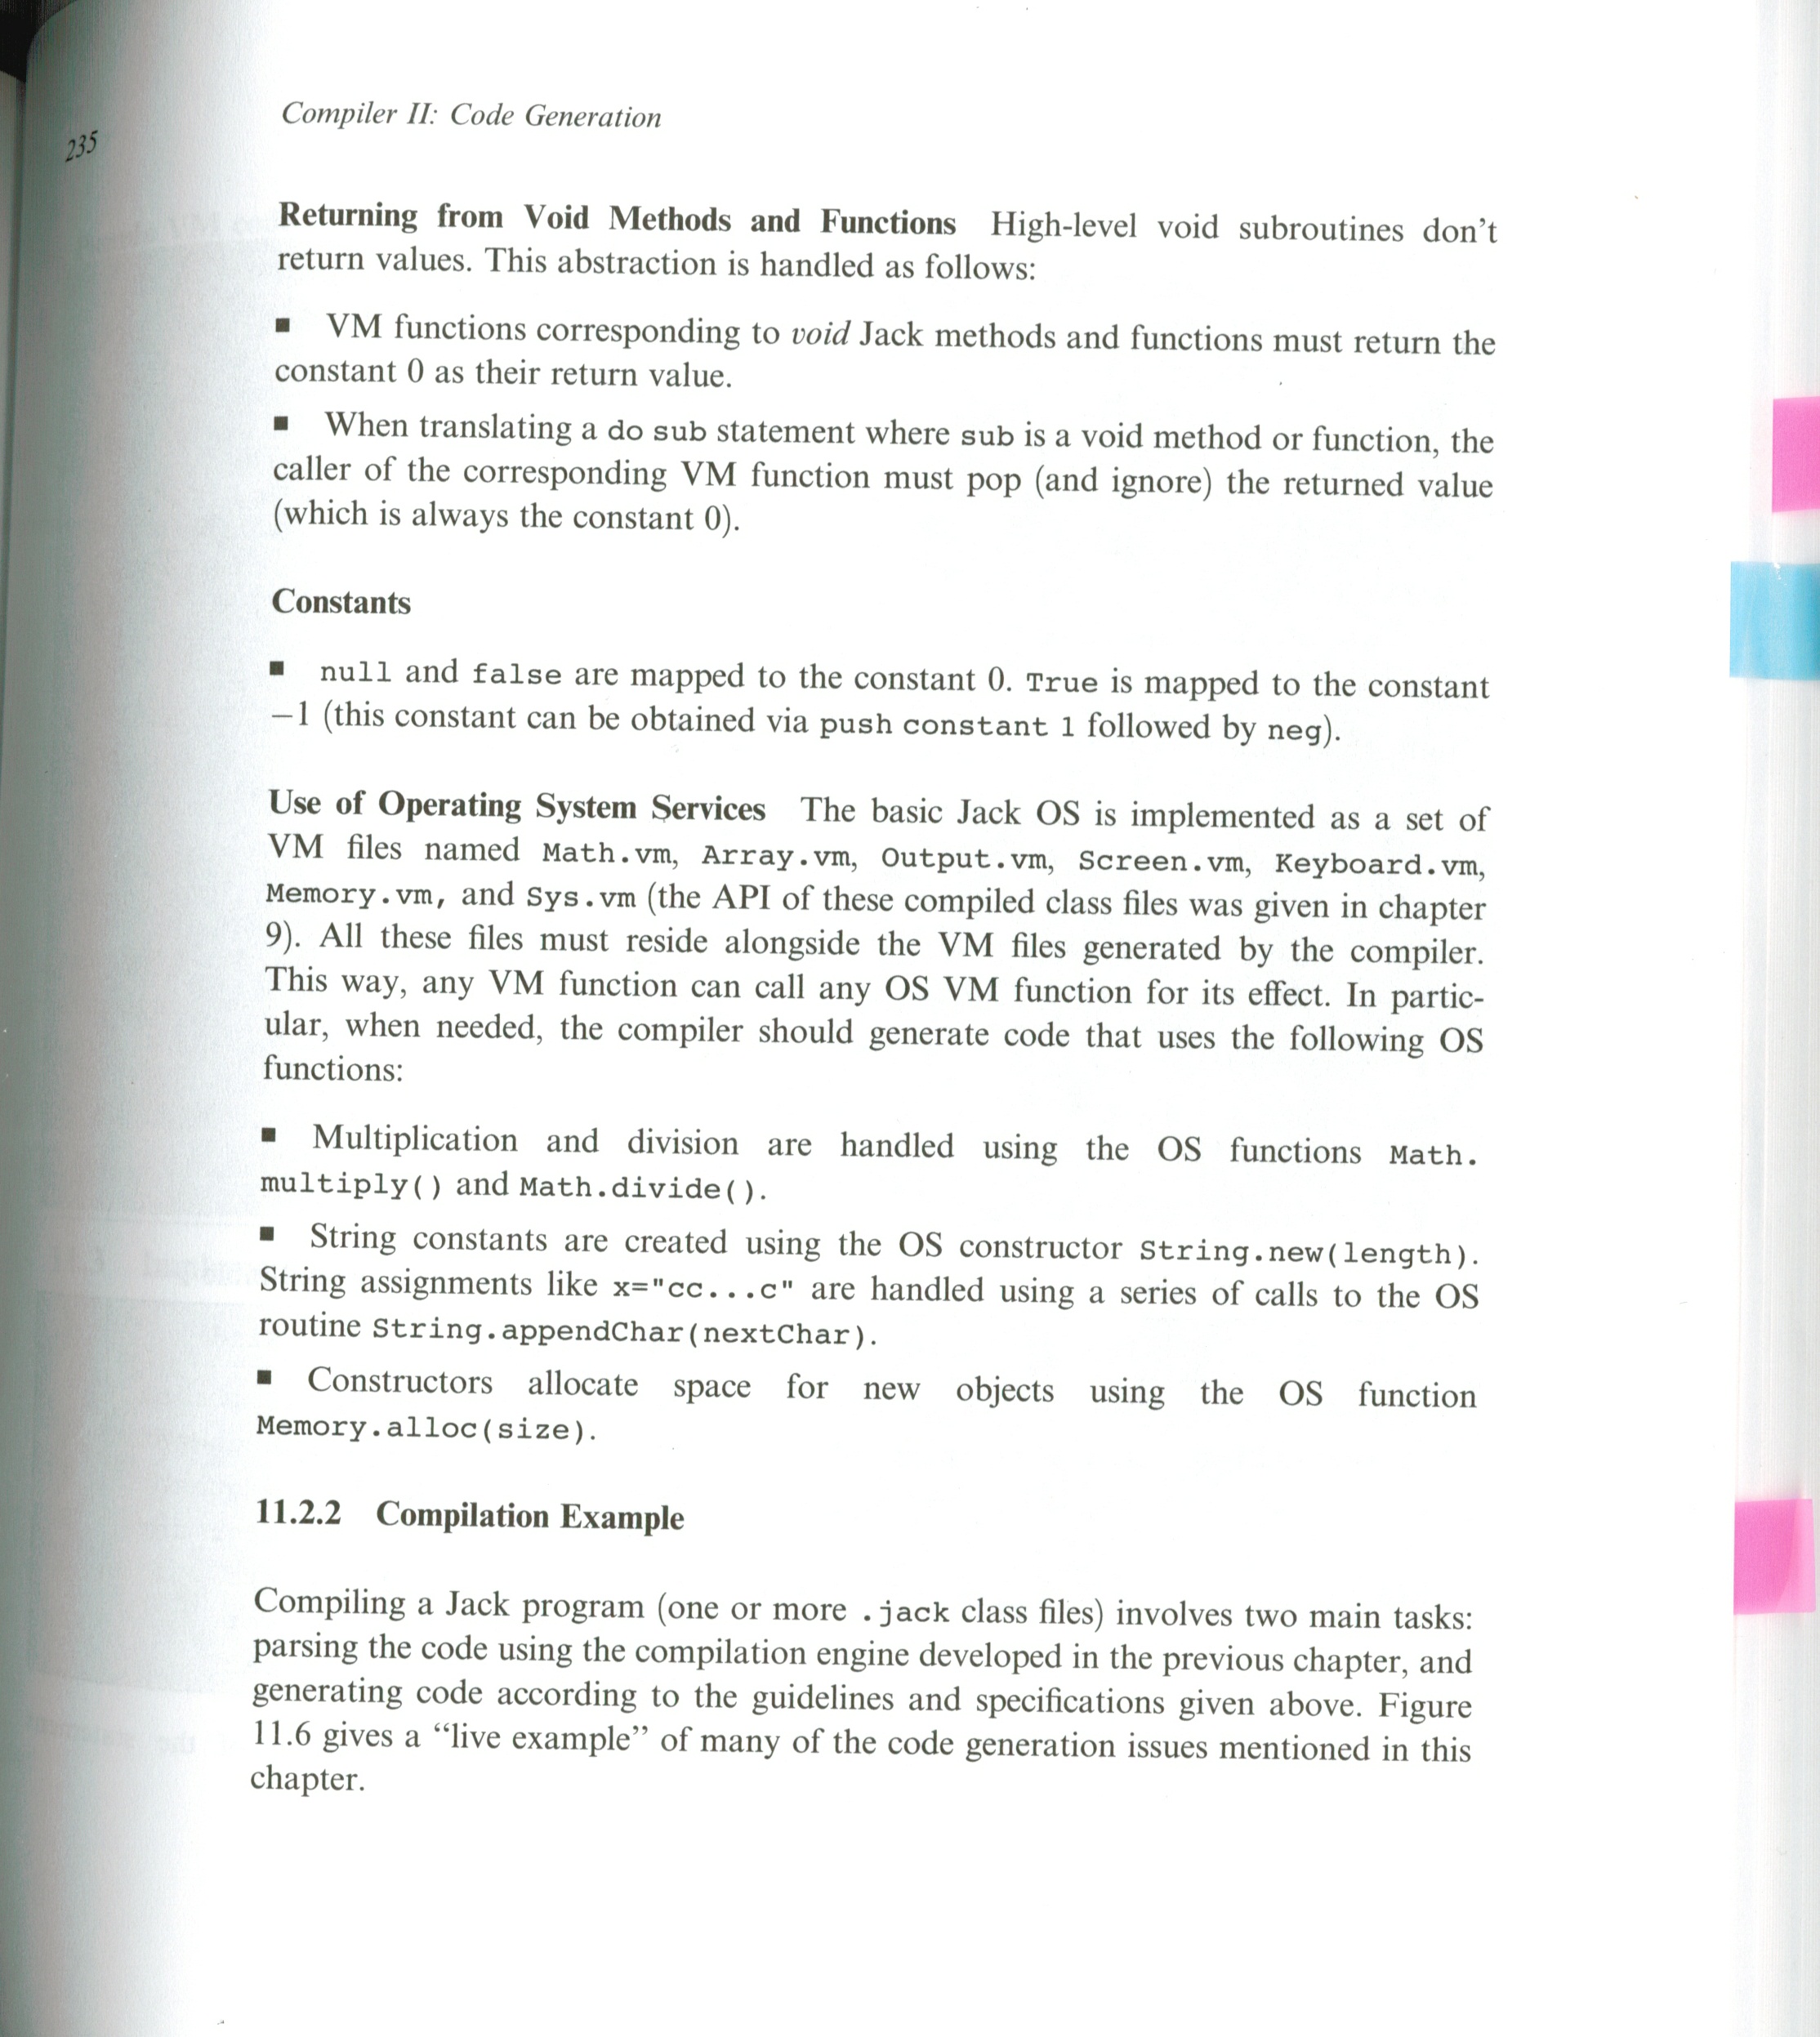 Compiler II: Code Generation
235
Returning from Void Methods and Functions High-level void subroutines don't
return values. This abstraction is handled as follows:
■ VM functions corresponding to void Jack methods and functions must return the
constant 0 as their return value.
■ When translating a do sub statement where sub is a void method or function, the
caller of the corresponding VM function must pop (and ignore) the returned value
(which is always the constant 0).
Constants
■ null and false are mapped to the constant 0. True is mapped to the constant
−1 (this constant can be obtained via push constant 1 followed by neg).
Use of Operating System Services The basic Jack OS is implemented as a set of
VM files named Math.vm, Array.vm, Output.vm, Screen.vm, Keyboard.vm,
Memory.vm, and Sys.vm (the API of these compiled class files was given in chapter
9). All these files must reside alongside the VM files generated by the compiler.
This way, any VM function can call any OS VM function for its effect. In partic-
ular, when needed, the compiler should generate code that uses the following OS
functions:
■ Multiplication and division are handled using the OS functions Math.
multiply() and Math.divide().
■ String constants are created using the OS constructor String.new(length).
String assignments like x="cc...c" are handled using a series of calls to the OS
routine String.appendChar(nextChar).
■ Constructors allocate space for new objects using the OS function
Memory.alloc(size).
11.2.2 Compilation Example
Compiling a Jack program (one or more .jack class files) involves two main tasks:
parsing the code using the compilation engine developed in the previous chapter, and
generating code according to the guidelines and specifications given above. Figure
11.6 gives a “live example” of many of the code generation issues mentioned in this
chapter.